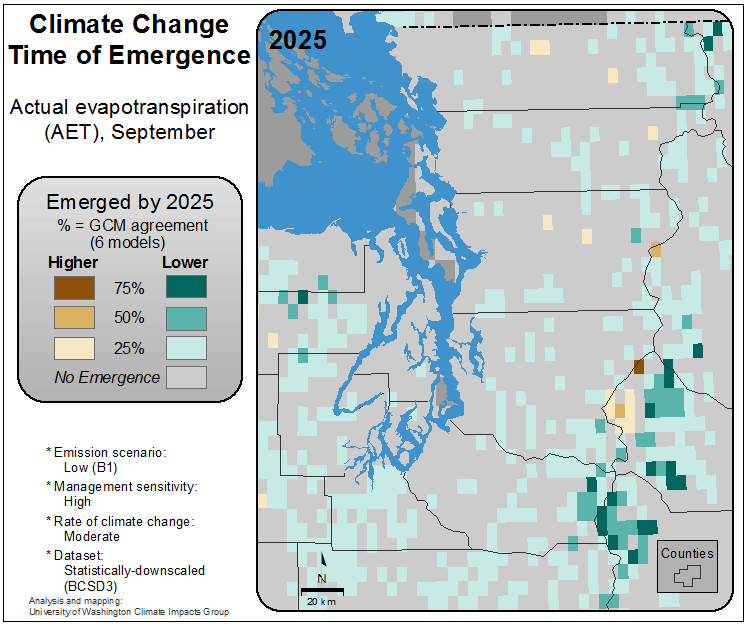 Climate Change
Time of Emergence
Actual evapotranspiration
(AET), September
Emerged by 2025
% = GCM agreement
(6 models)
Higher Lower
75%
50%
25%
No Emergence
* Emission scenario:
Low (B1)
* Management sensitivity:
High
* Rate of climate change:
Moderate
* Dataset:
Statistically-downscaled
(BCSD3)
Analysis and mapping:
University of Washington Climate Impacts Group
2025
N
20 km
Counties